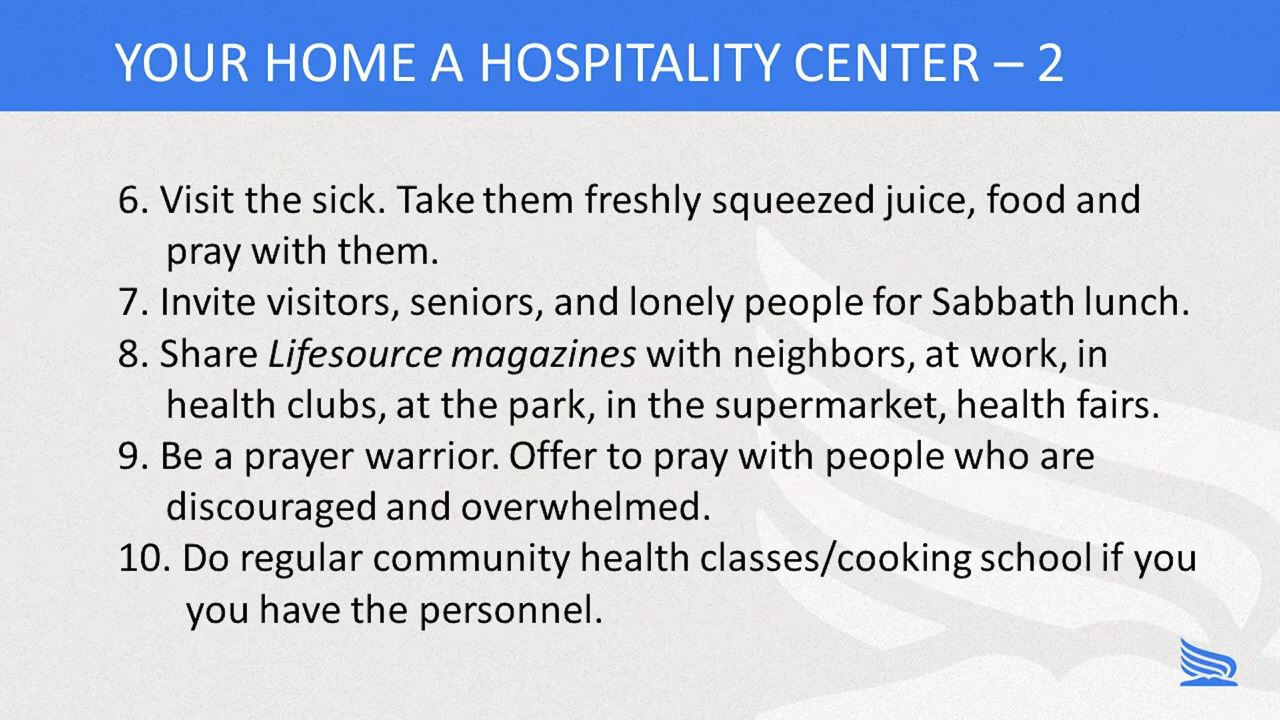 YOUR HOME A HOSPITALITY CENTER – 2
6. Visit the sick. Take them freshly squeezed juice, food and
pray with them.
7. Invite visitors, seniors, and lonely people for Sabbath lunch.
8. Share Lifesource magazines with neighbors, at work, in
health clubs, at the park, in the supermarket, health fairs.
9. Be a prayer warrior. Offer to pray with people who are
discouraged and overwhelmed.
10. Do regular community health classes/cooking school if you
you have the personnel.